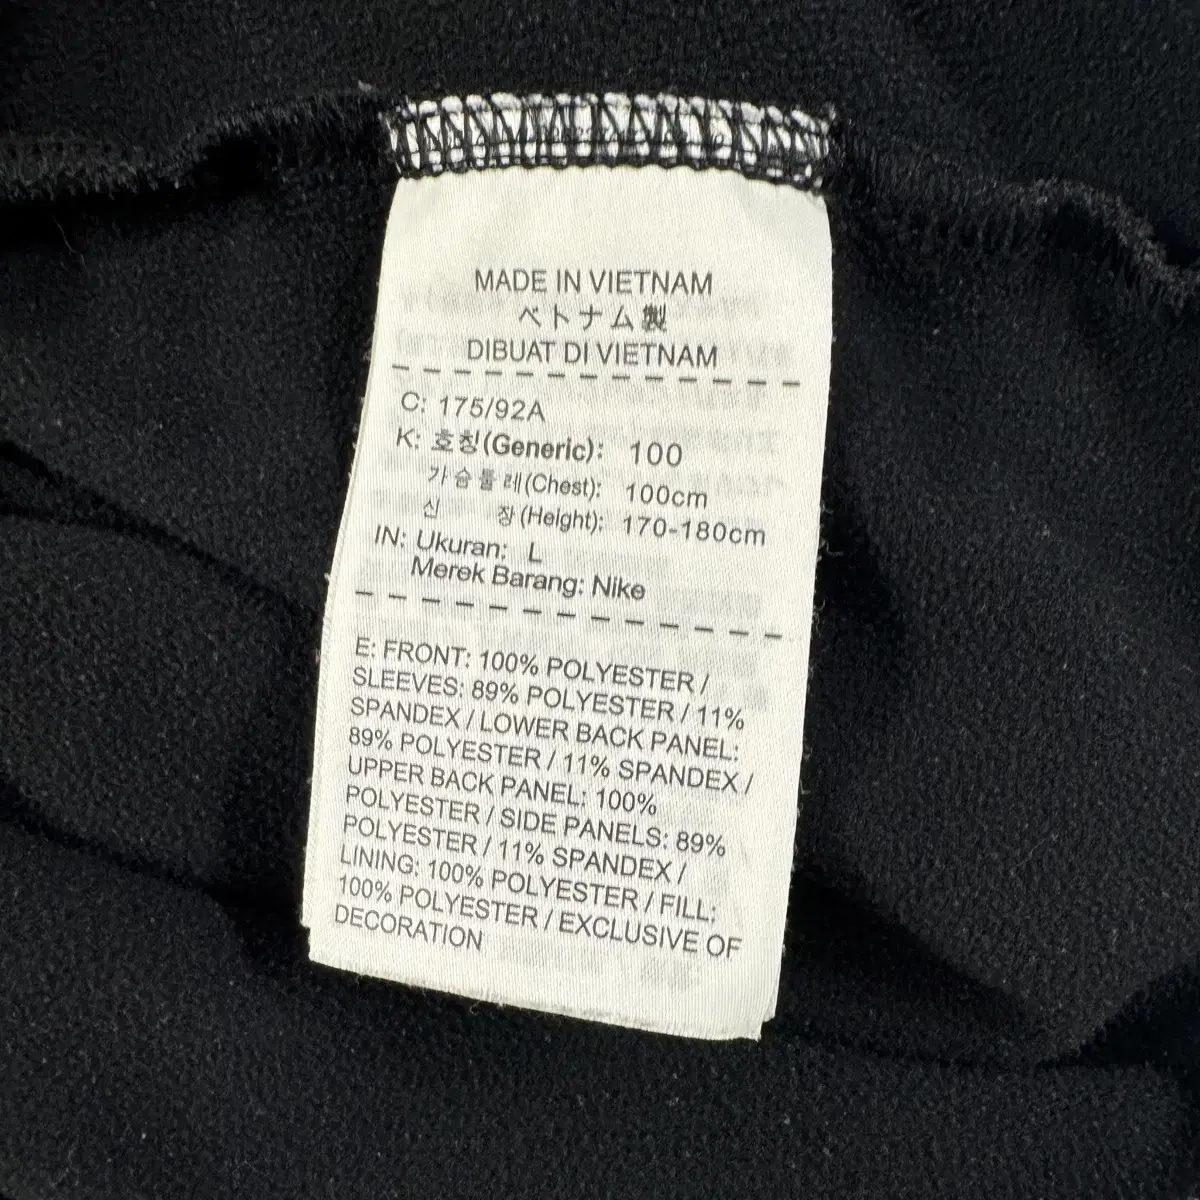 MADE IN VIETNAM
ベトナム製
DIBUAT DI VIETNAM
C: 175/92A
K: 호칭(Generic): 100
가슴둘레(Chest): 100cm
신 장(Height): 170-180cm
IN: Ukuran: L
Merek Barang: Nike
E: FRONT: 100% POLYESTER /
SLEEVES: 89% POLYESTER / 11%
SPANDEX / LOWER BACK PANEL:
89% POLYESTER / 11% SPANDEX /
UPPER BACK PANEL: 100%
POLYESTER / SIDE PANELS: 89%
POLYESTER / 11% SPANDEX /
LINING: 100% POLYESTER / FILL:
100% POLYESTER / EXCLUSIVE OF
DECORATION